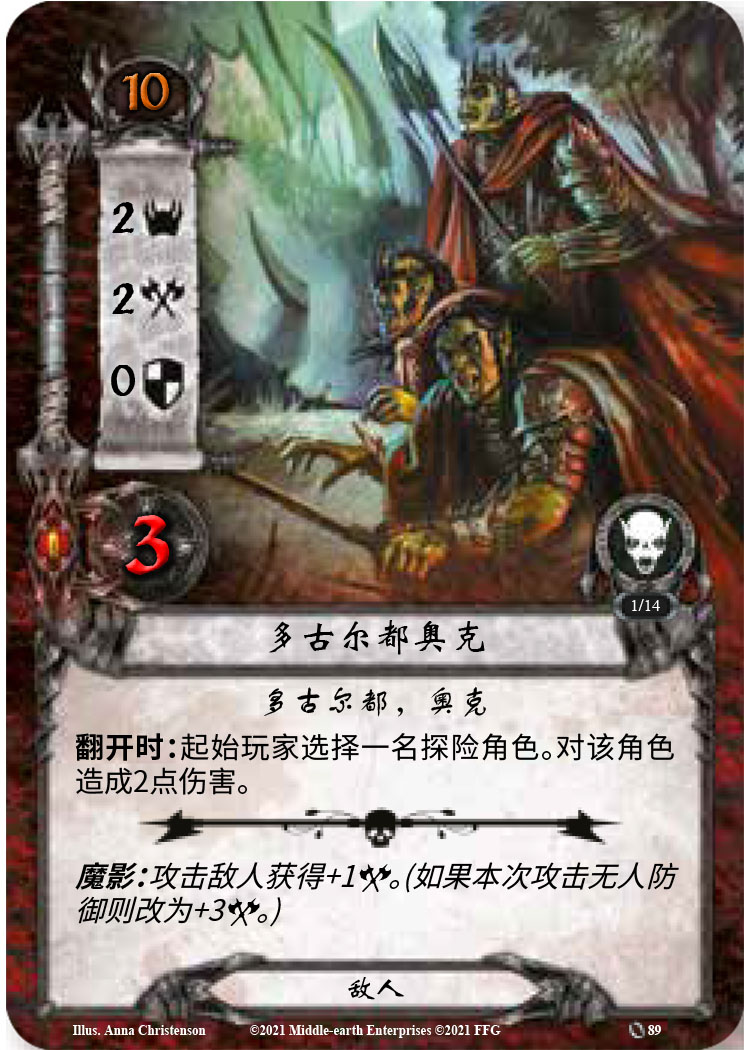 10
2
2
0
3
1/14
多古尔都奥克
多古尔都，奥克
翻开时：起始玩家选择一名探险角色。对该角色
造成2点伤害。
魔影：攻击敌人获得+1。(如果本次攻击无人防
御则改为+3。)
敌人
Illus. Anna Christenson ©2021 Middle-earth Enterprises ©2021 FFG 89